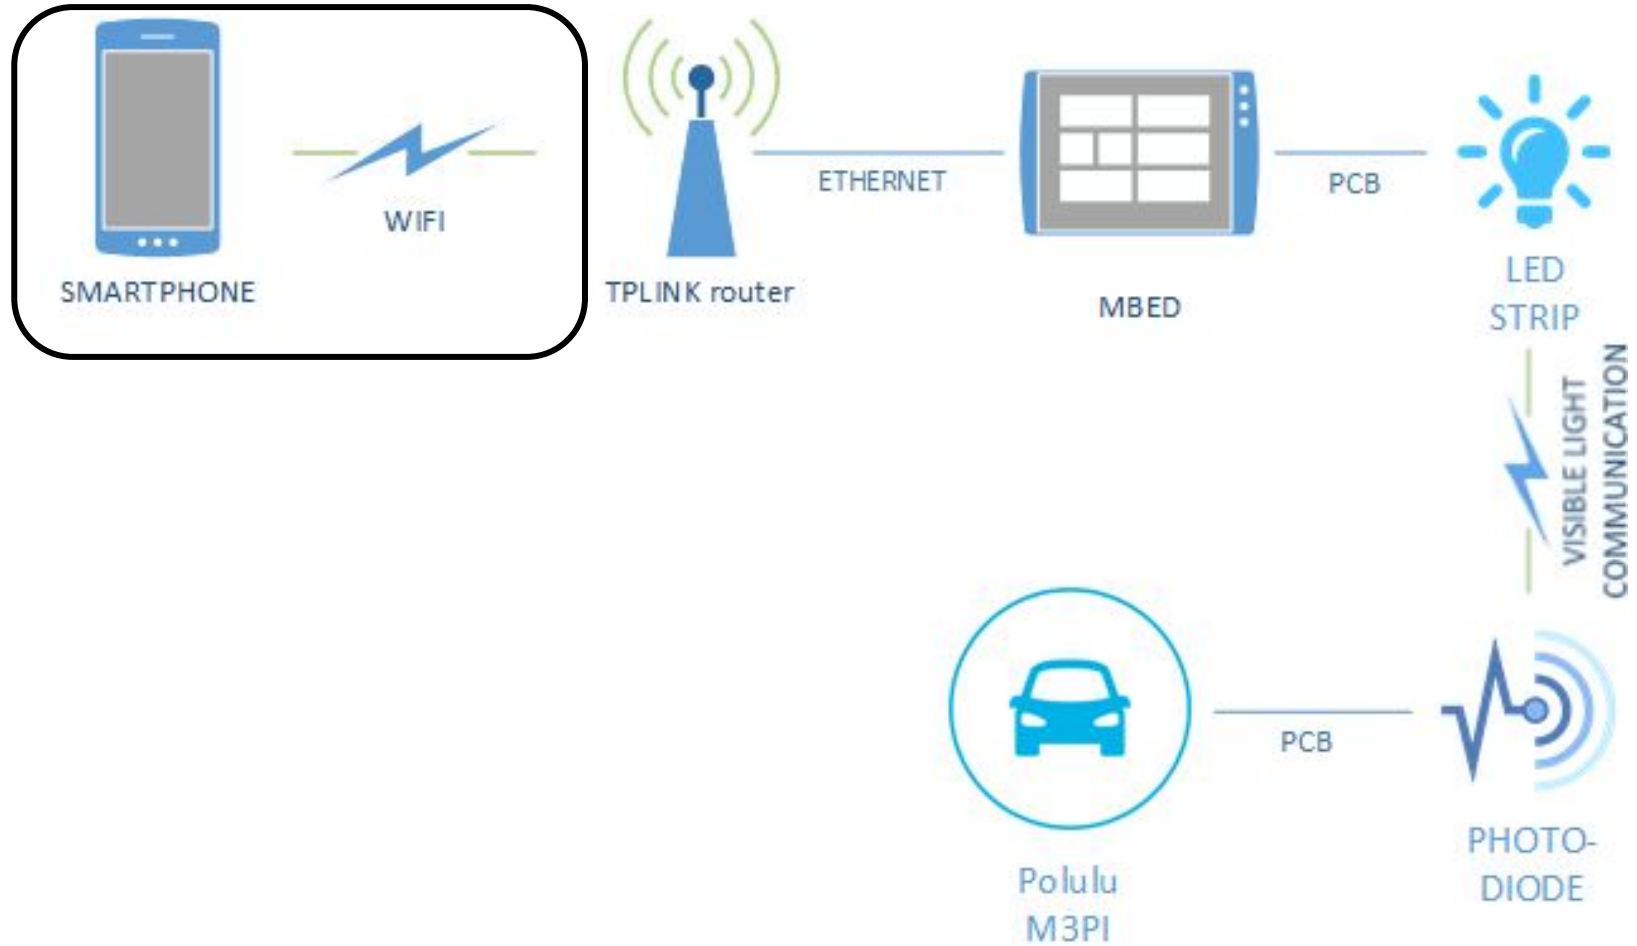 SMARTPHONE
WIFI
TPLINK router
ETHERNET
MBED
PCB
LED
STRIP
VISIBLE LIGHT
COMMUNICATION
PHOTO-
DIODE
PCB
Polulu
M3PI